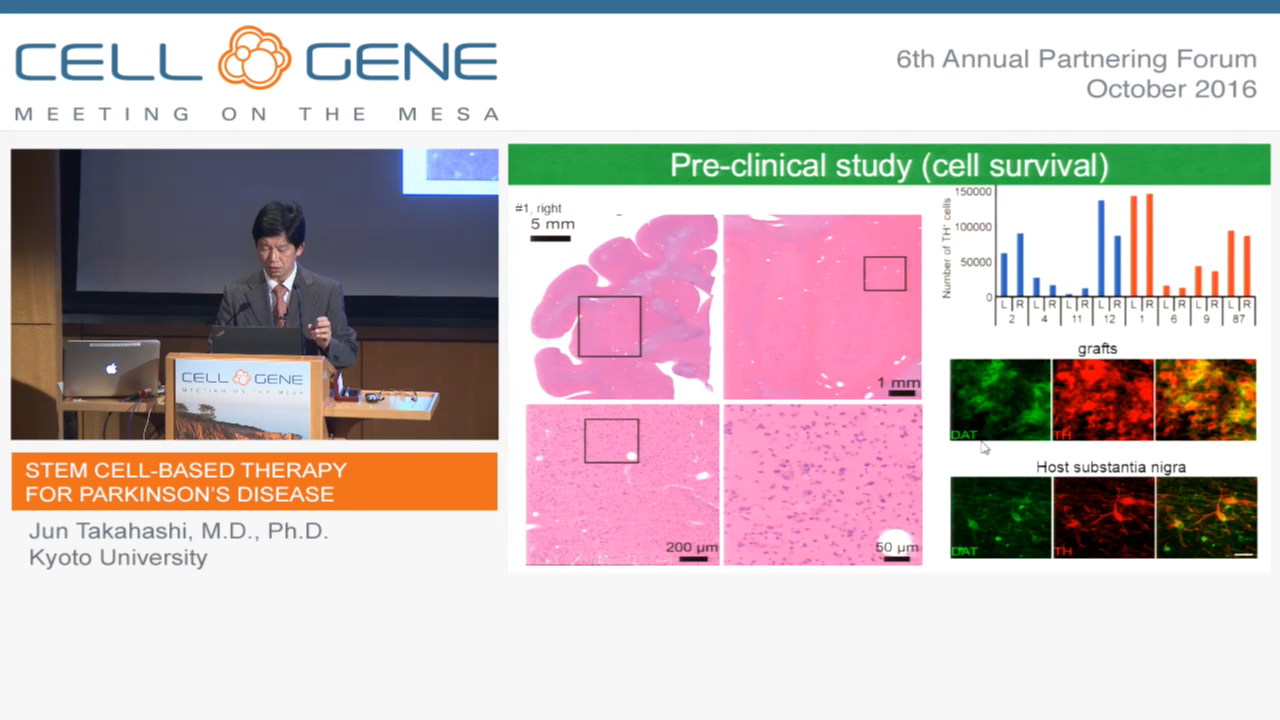 CELL GENE
MEETING ON THE MESA
6th Annual Partnering Forum
October 2016
CELL GENE
MEETING ON THE MESA
STEM CELL-BASED THERAPY
FOR PARKINSON'S DISEASE
Jun Takahashi, M.D., Ph.D.
Kyoto University
Pre-clinical study (cell survival)
#1, right
5 mm
1 mm
200 µm
50 µm
Number of TH+ cells
150000
100000
50000
0
L R L R L R L R L R L R L R L R
2 4 11 12 1 6 9 87
grafts
DAT
TH
Host substantia nigra
DAT
TH